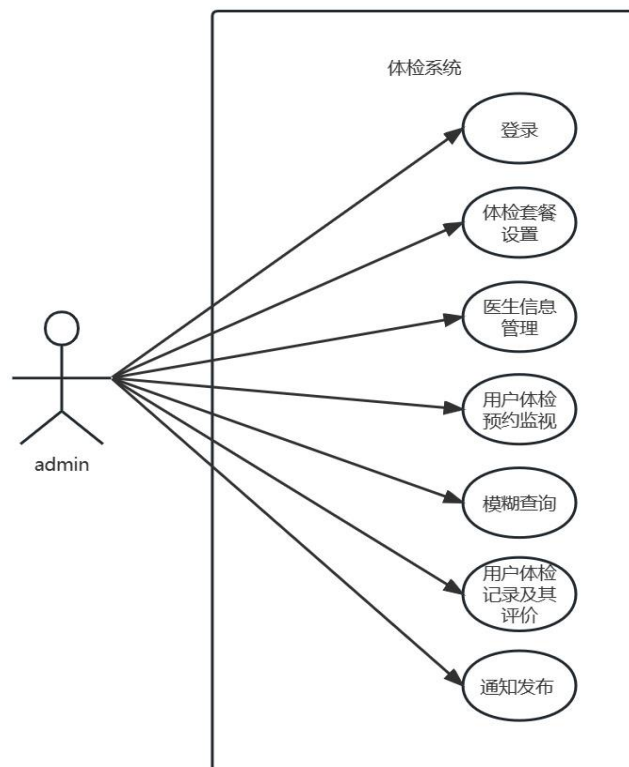 体检系统
登录
体检套餐
设置
医生信息
管理
用户体检
预约监视
admin
模糊查询
用户体检
记录及其
评价
通知发布